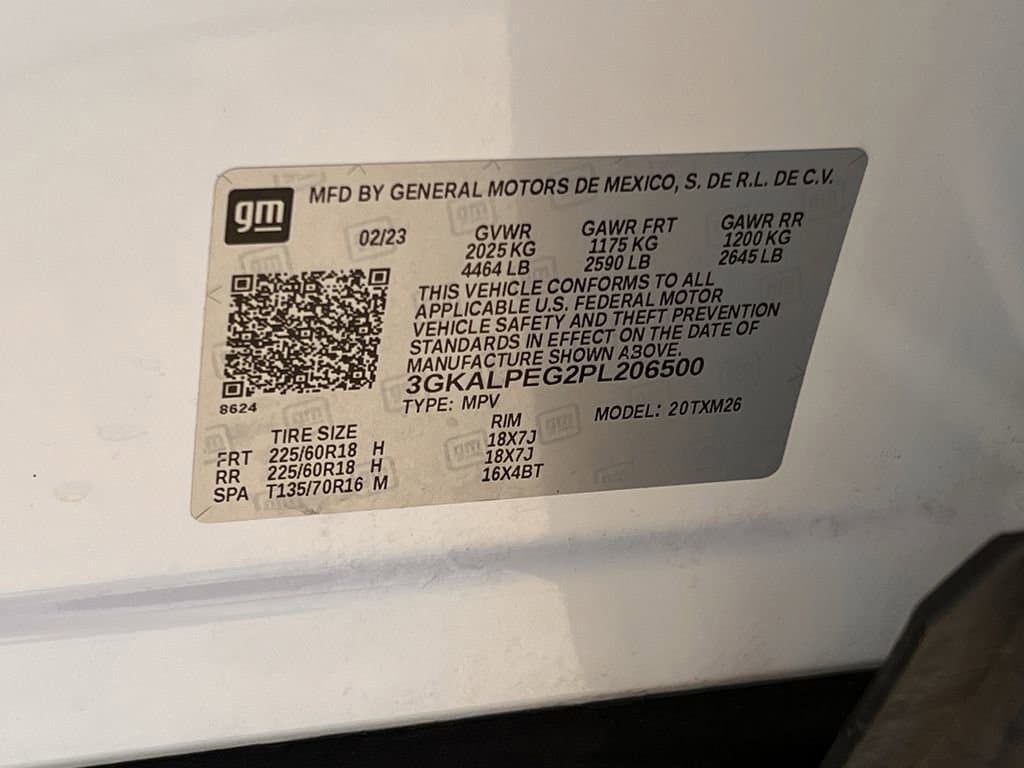 gm MFD BY GENERAL MOTORS DE MEXICO, S. DE R.L. DE C.V.
02/23 GVWR GAWR FRT GAWR RR
2025 KG 1175 KG 1200 KG
4464 LB 2590 LB 2645 LB
THIS VEHICLE CONFORMS TO ALL
APPLICABLE U.S. FEDERAL MOTOR
VEHICLE SAFETY AND THEFT PREVENTION
STANDARDS IN EFFECT ON THE DATE OF
MANUFACTURE SHOWN ABOVE.
3GKALPEG2PL206500
8624
TYPE: MPV MODEL: 20TXM26
TIRE SIZE RIM
FRT 225/60R18 H 18X7J
RR 225/60R18 H 18X7J
SPA T135/70R16 M 16X4BT